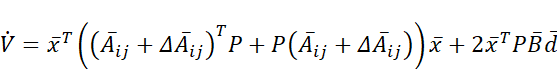 V̇ = x̄ᵀ((Āᵢⱼ + ΔĀᵢⱼ)ᵀP + P(Āᵢⱼ + ΔĀᵢⱼ))x̄ + 2x̄ᵀPB̄d̄